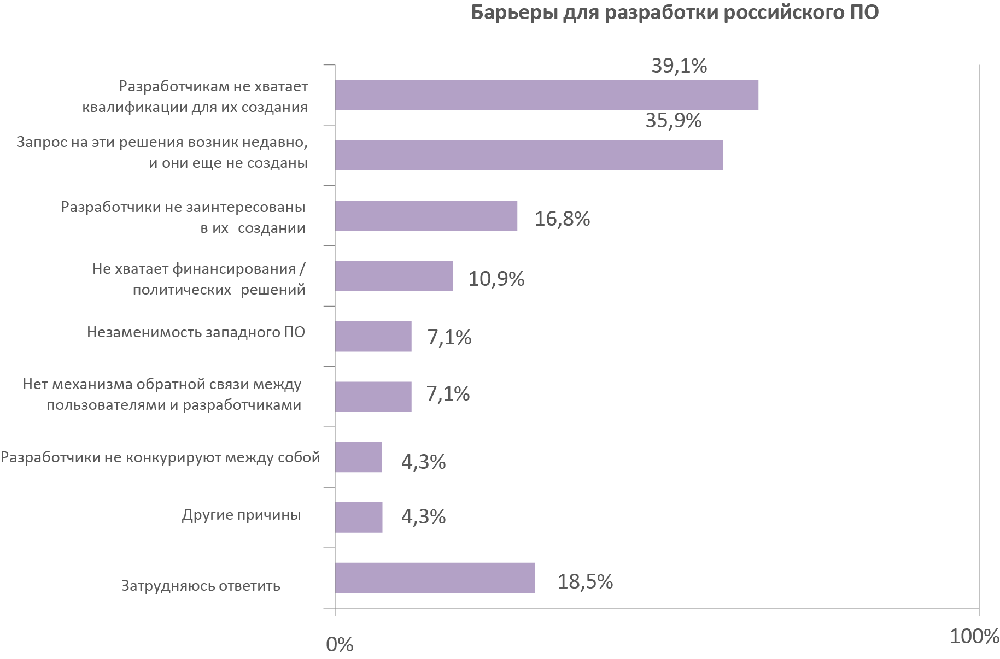 Барьеры для разработки российского ПО
39,1%
Разработчикам не хватает
квалификации для их создания
35,9%
Запрос на эти решения возник недавно,
и они еще не созданы
Разработчики не заинтересованы
в их создании
16,8%
Не хватает финансирования /
политических решений
10,9%
Незаменимость западного ПО
7,1%
Нет механизма обратной связи между
пользователями и разработчиками
7,1%
Разработчики не конкурируют между собой
4,3%
Другие причины
4,3%
Затрудняюсь ответить
18,5%
0%
100%